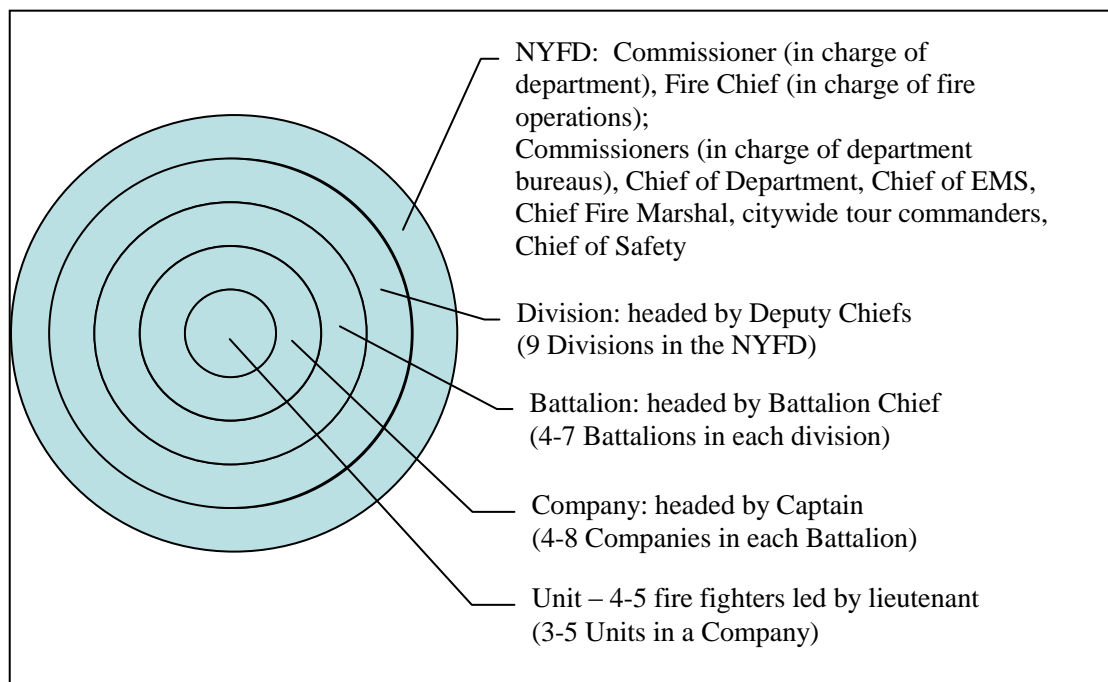 NYFD:  Commissioner (in charge of
department), Fire Chief (in charge of fire
operations);
Commissioners (in charge of department
bureaus), Chief of Department, Chief of EMS,
Chief Fire Marshal, citywide tour commanders,
Chief of Safety
Division: headed by Deputy Chiefs
(9 Divisions in the NYFD)
Battalion: headed by Battalion Chief
(4-7 Battalions in each division)
Company: headed by Captain
(4-8 Companies in each Battalion)
Unit – 4-5 fire fighters led by lieutenant
(3-5 Units in a Company)